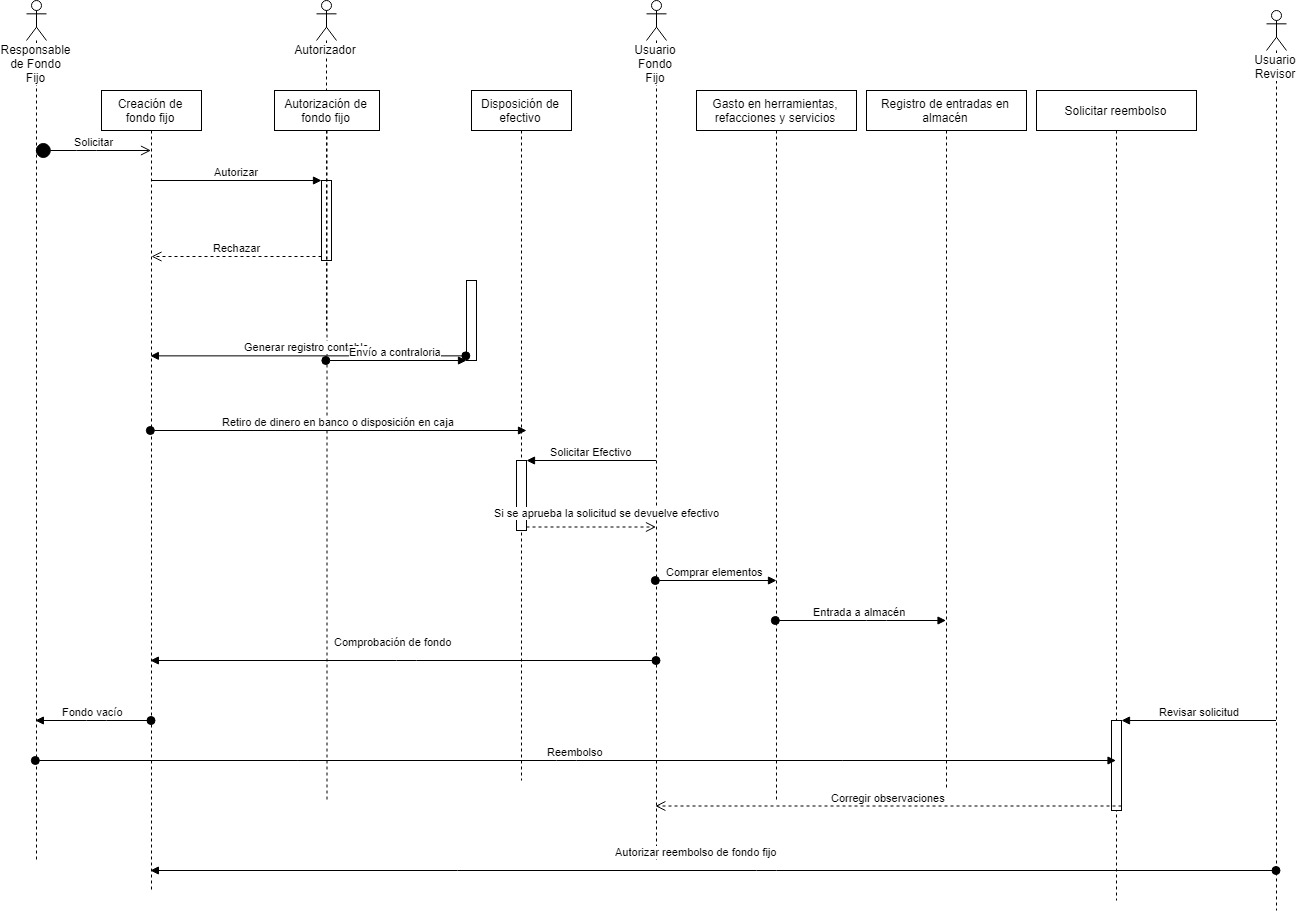 Responsable
de Fondo
Fijo
Autorizador
Usuario
Fondo
Fijo
Usuario
Revisor
Creación de
fondo fijo
Autorización de
fondo fijo
Disposición de
efectivo
Gasto en herramientas,
refacciones y servicios
Registro de entradas en
almacén
Solicitar reembolso
Solicitar
Autorizar
Rechazar
Generar registro contable
Envío a contraloria
Retiro de dinero en banco o disposición en caja
Solicitar Efectivo
Si se aprueba la solicitud se devuelve efectivo
Comprar elementos
Entrada a almacén
Comprobación de fondo
Fondo vacío
Revisar solicitud
Reembolso
Corregir observaciones
Autorizar reembolso de fondo fijo